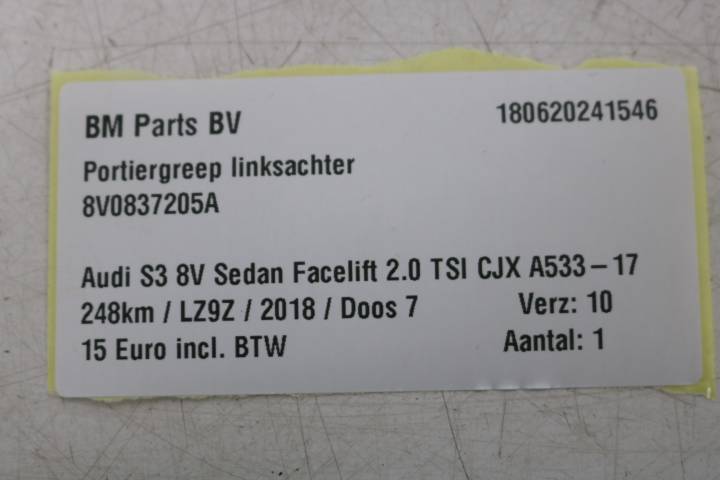 BM Parts BV 180620241546
Portiergreep linksachter
8V0837205A
Audi S3 8V Sedan Facelift 2.0 TSI CJX A533-17
248km / LZ9Z / 2018 / Doos 7 Verz: 10
15 Euro incl. BTW Aantal: 1